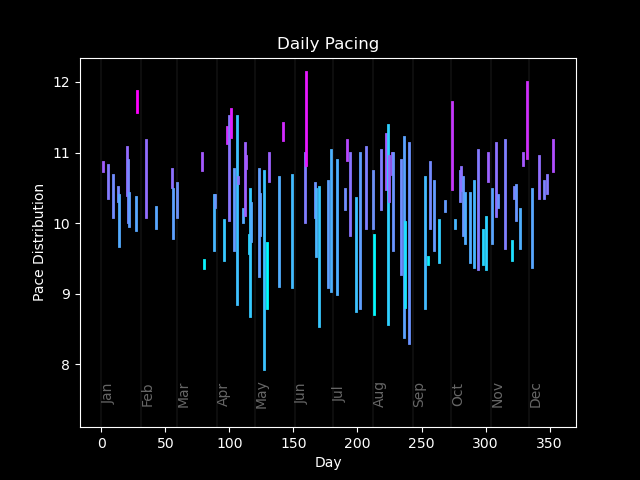 Daily Pacing
Pace Distribution
12
11
10
9
8
Jan
Feb
Mar
Apr
May
Jun
Jul
Aug
Sep
Oct
Nov
Dec
0 50 100 150 200 250 300 350
Day